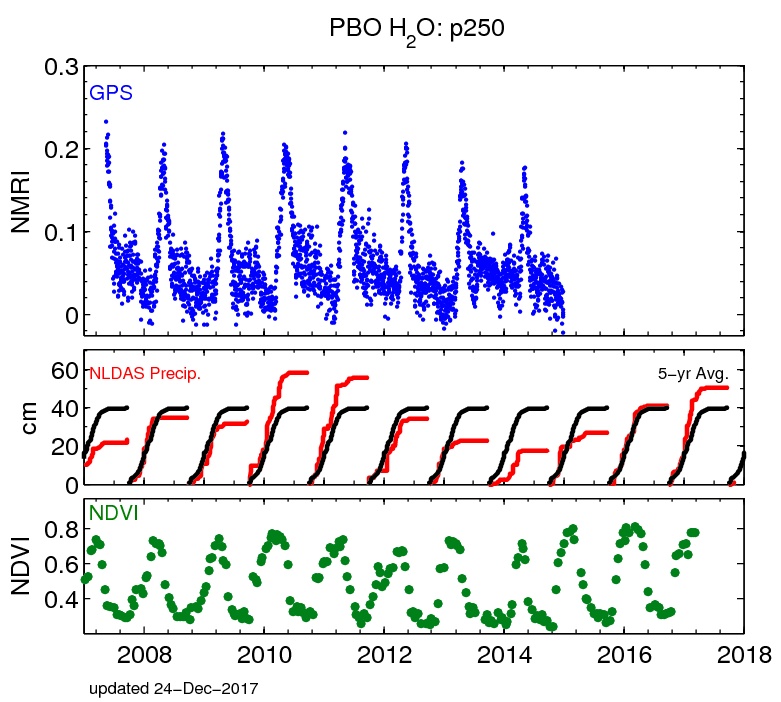 PBO H₂O: p250
0.3
GPS
0.2
NMRI
0.1
0
60
NLDAS Precip.
5-yr Avg.
40
cm
20
0
NDVI
0.8
NDVI
0.6
0.4
2008 2010 2012 2014 2016 2018
updated 24-Dec-2017